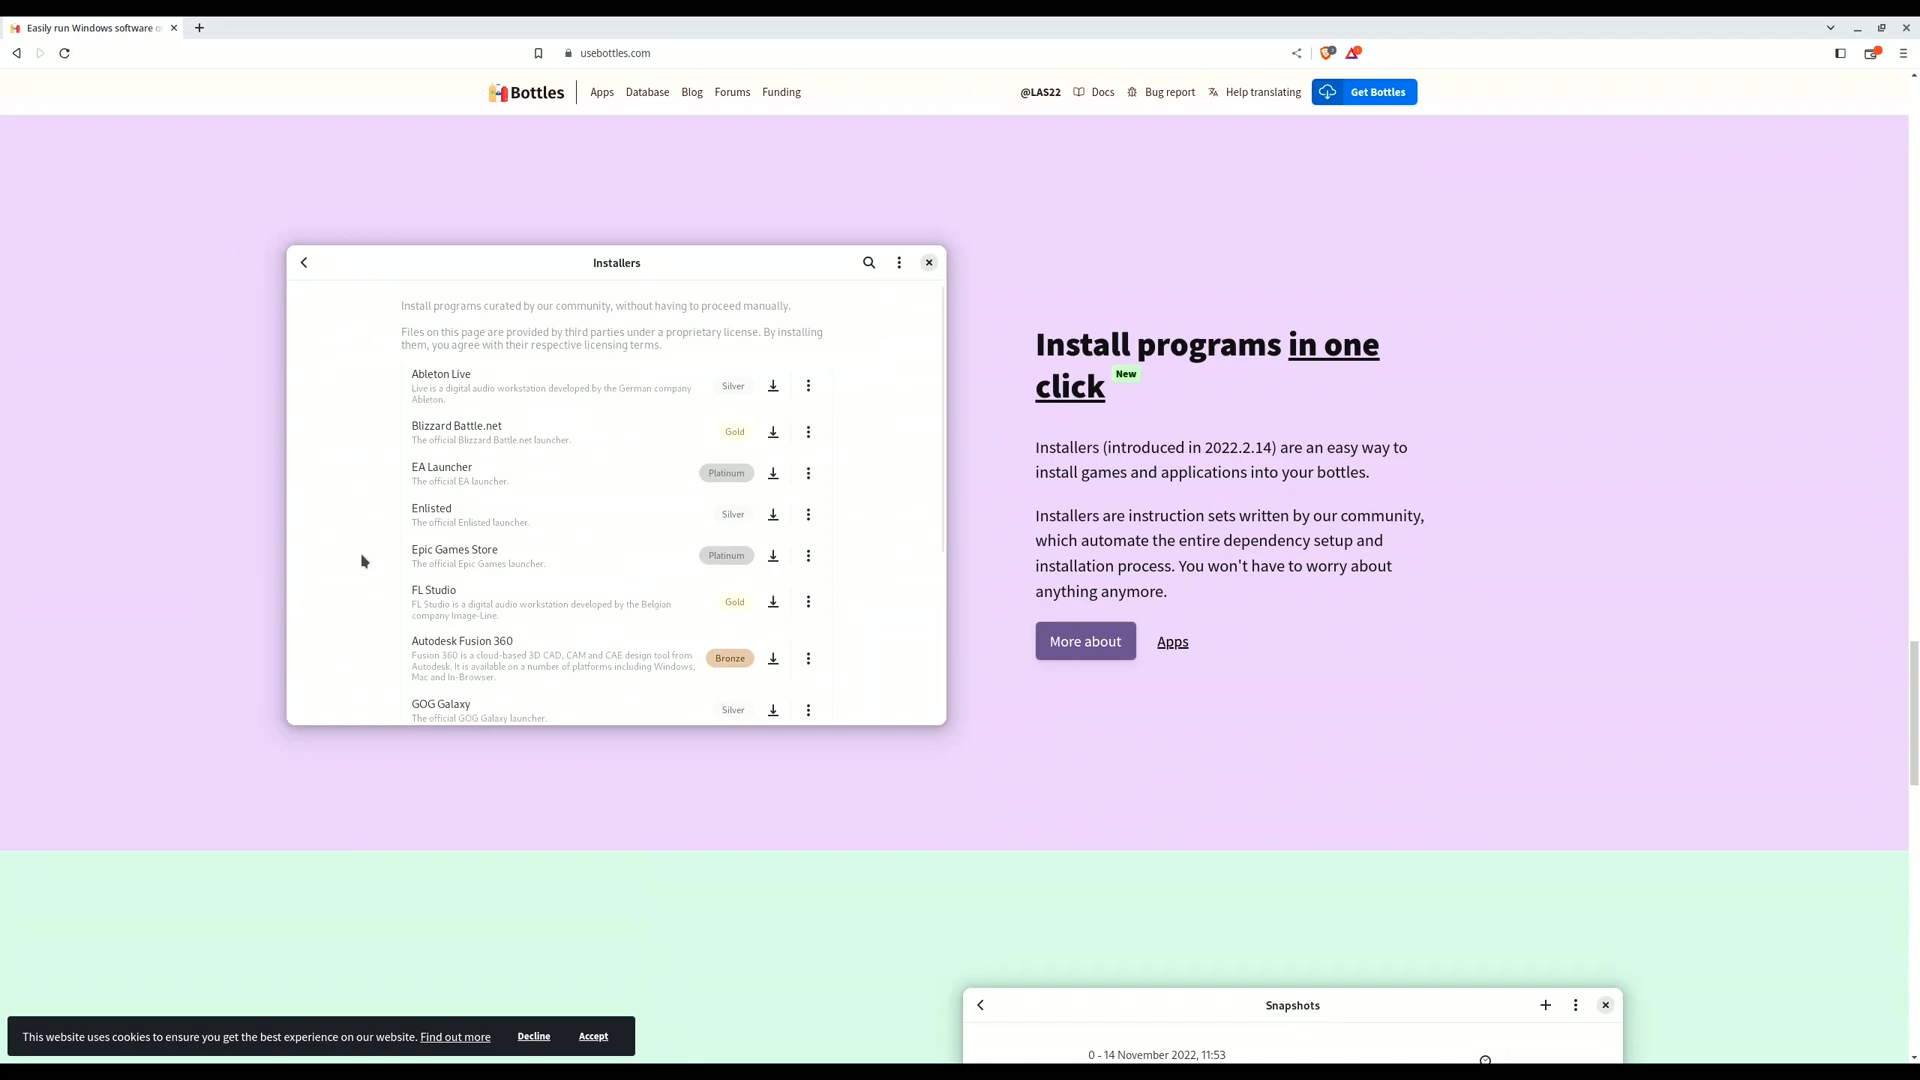 Easily run Windows software o
usebottles.com
Bottles
Apps
Database
Blog
Forums
Funding
@LAS22
Docs
Bug report
Help translating
Get Bottles
Installers
Install programs curated by our community, without having to proceed manually.
Files on this page are provided by third parties under a proprietary license. By installing
them, you agree with their respective licensing terms.
Ableton Live
Live is a digital audio workstation developed by the German company
Ableton.
Silver
Blizzard Battle.net
The official Blizzard Battle.net launcher.
Gold
EA Launcher
The official EA launcher.
Platinum
Enlisted
The official Enlisted launcher.
Silver
Epic Games Store
The official Epic Games launcher.
Platinum
FL Studio
FL Studio is a digital audio workstation developed by the Belgian
company Image-Line.
Gold
Autodesk Fusion 360
Fusion 360 is a cloud-based 3D CAD, CAM and CAE design tool from
Autodesk. It is available on a number of platforms including Windows,
Mac and In-Browser.
Bronze
GOG Galaxy
The official GOG Galaxy launcher.
Silver
Install programs in one
click New
Installers (introduced in 2022.2.14) are an easy way to
install games and applications into your bottles.
Installers are instruction sets written by our community,
which automate the entire dependency setup and
installation process. You won't have to worry about
anything anymore.
More about
Apps
Snapshots
0 - 14 November 2022, 11:53
This website uses cookies to ensure you get the best experience on our website. Find out more
Decline
Accept